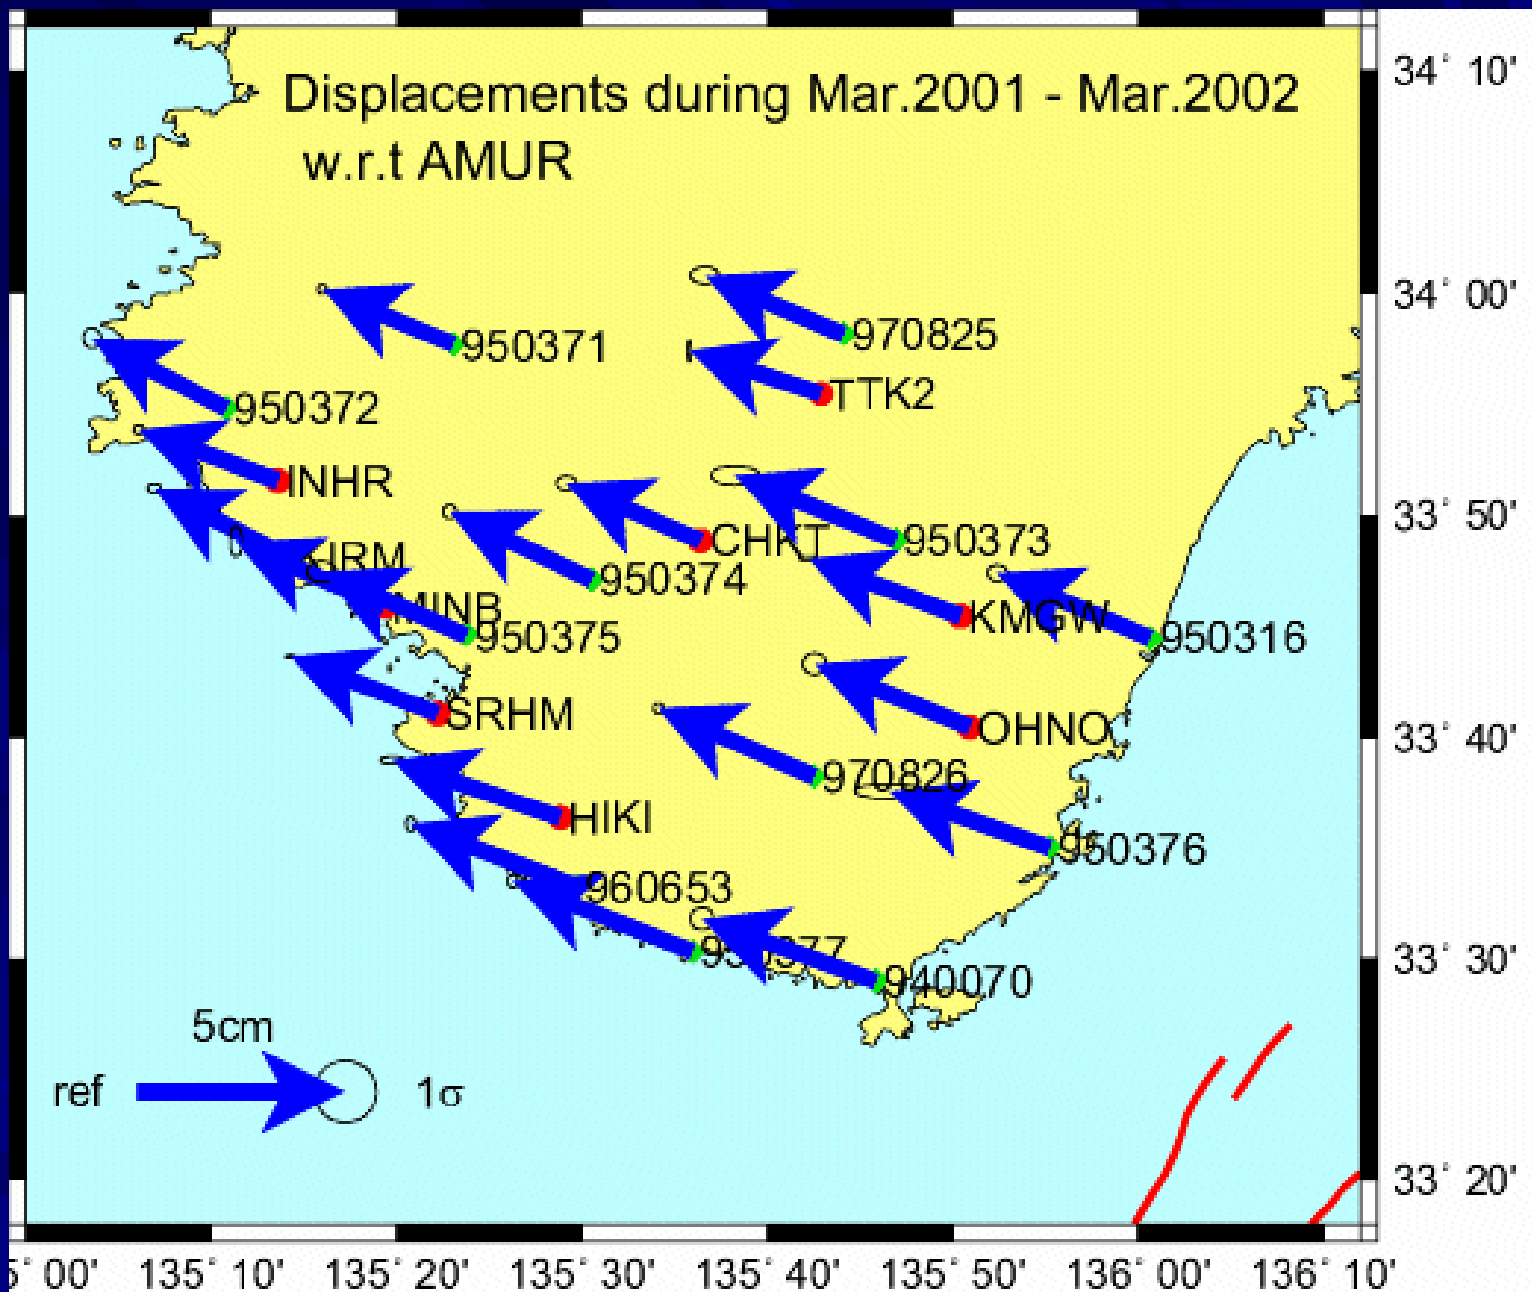 Displacements during Mar.2001 - Mar.2002
w.r.t AMUR
34° 10'
34° 00'
33° 50'
33° 40'
33° 30'
33° 20'
970825
950371
TTK2
950372
INHR
CHKT
950373
950374
MINB
KMGW
950375
950316
SRHM
OHNO
970826
HIKI
950376
960653
940070
5cm
ref
1σ
135° 10'
135° 20'
135° 30'
135° 40'
135° 50'
136° 00'
136° 10'